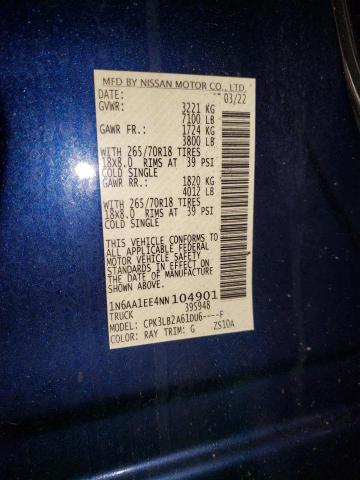 MFD BY NISSAN MOTOR CO., LTD.
DATE: 03/22
GVWR: 3221 KG
7100 LB
GAWR FR.: 1724 KG
3800 LB
WITH 265/70R18 TIRES
18X8.0 RIMS AT 39 PSI
COLD SINGLE
GAWR RR.: 1820 KG
4012 LB
WITH 265/70R18 TIRES
18X8.0 RIMS AT 39 PSI
COLD SINGLE
THIS VEHICLE CONFORMS TO
ALL APPLICABLE FEDERAL
MOTOR VEHICLE SAFETY
STANDARDS IN EFFECT ON
THE DATE OF MANUFACTURE
SHOWN ABOVE.
1N6AA1EE4NN104901
TRUCK 395948
MODEL: CPK3LB2A61DU6----F
COLOR: RAY TRIM: G ZS10A